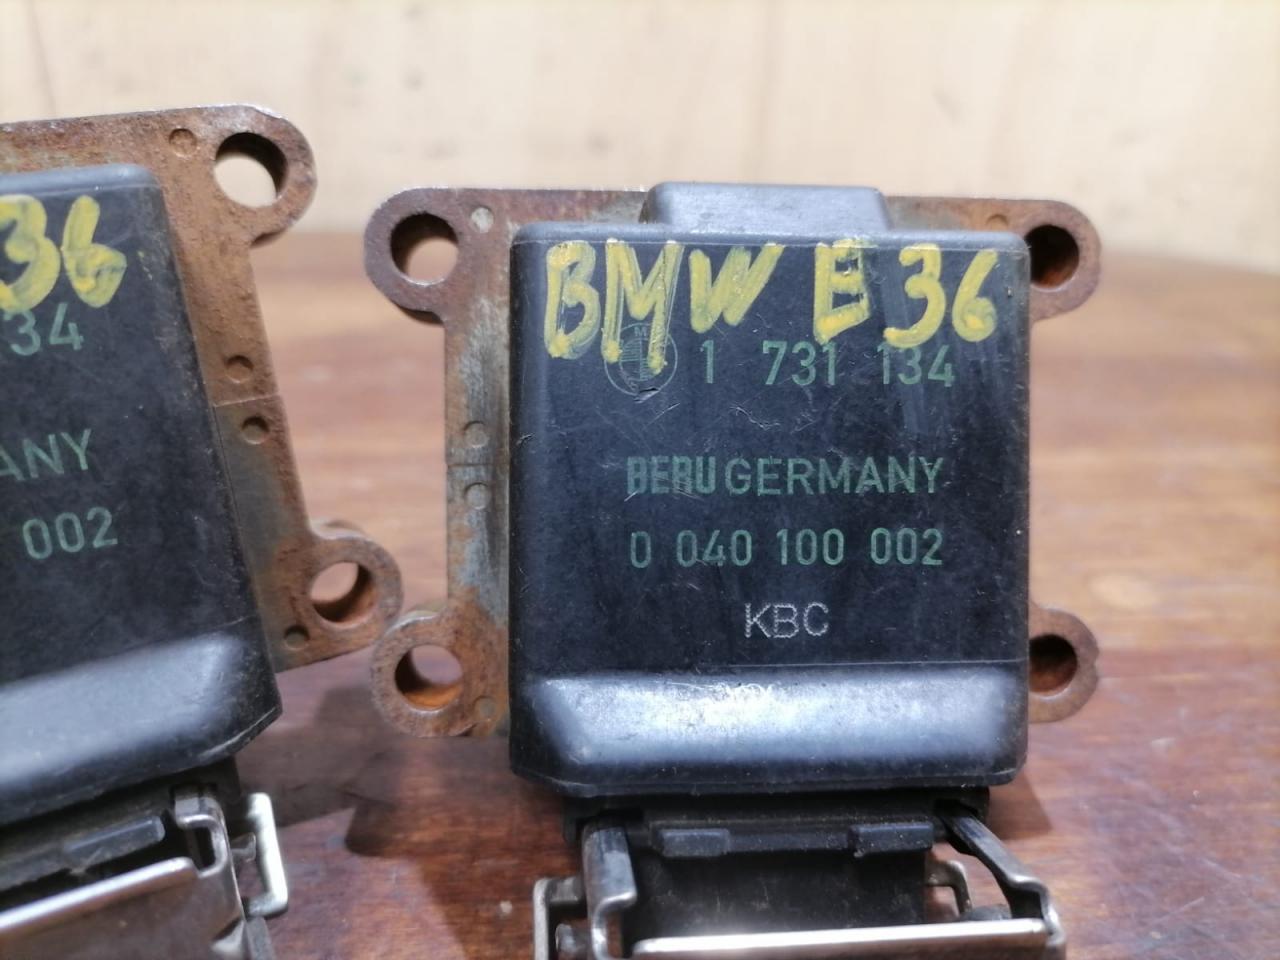 36
34
ANY
002
BMW E36
1 731 134
BERU GERMANY
0 040 100 002
KBC